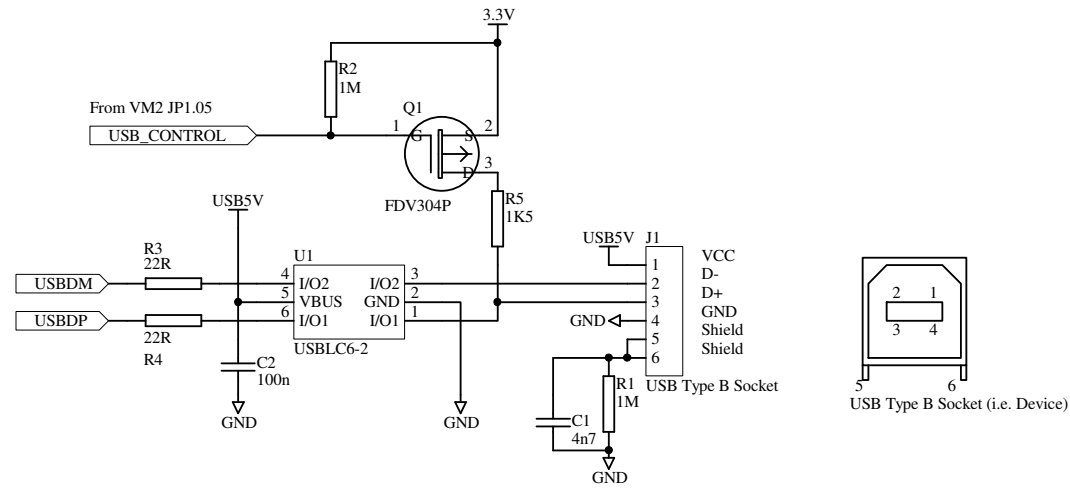 3.3V
R2
1M
From VM2 JP1.05
USB_CONTROL
Q1
1
G
S
2
D
3
FDV304P
R5
1K5
USB5V
R3
22R
USBDM
USBDP
22R
R4
U1
4
I/O2
I/O2
3
5
VBUS
GND
2
6
I/O1
I/O1
1
USBLC6-2
C2
100n
GND
GND
USB5V
J1
1
VCC
2
D-
3
D+
GND
4
GND
5
Shield
6
Shield
USB Type B Socket
R1
1M
C1
4n7
GND
2
1
3
4
5
6
USB Type B Socket (i.e. Device)